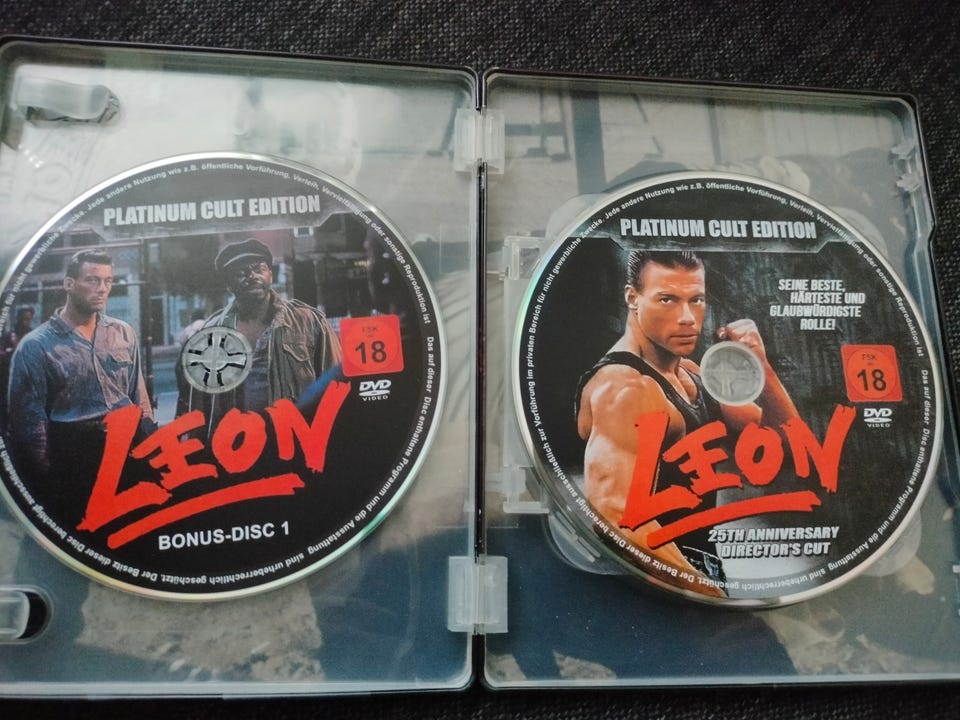 PLATINUM CULT EDITION
FSK
18
DVD
VIDEO
LEON
BONUS-DISC 1
Jede andere Nutzung wie z.B. öffentliche Vorführung, Verleih, Vervielfältigung oder sonstige Reproduktion ist
Das auf dieser Disc enthaltene Programm und die Ausstattung sind urheberrechtlich geschützt. Der Besitz dieser Disc berechtigt ausschließlich
PLATINUM CULT EDITION
SEINE BESTE,
HÄRTESTE UND
GLAUBWÜRDIGSTE
ROLLE!
FSK
18
DVD
VIDEO
LEON
25TH ANNIVERSARY
DIRECTOR'S CUT
Das auf dieser Disc enthaltene Programm und die Ausstattung sind urheberrechtlich geschützt. Der Besitz dieser Disc berechtigt ausschließlich zur Vorführung im privaten Bereich für nicht gewerbliche Zwecke. Jede andere Nutzung wie z.B. öffentliche Vorführung, Verleih, Vervielfältigung oder sonstige Reproduktion ist